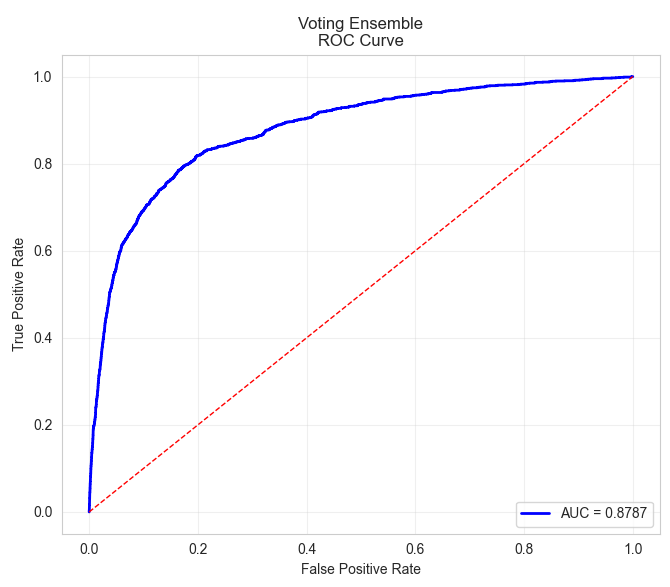 Voting Ensemble
ROC Curve
True Positive Rate
1.0
0.8
0.6
0.4
0.2
0.0
0.0 0.2 0.4 0.6 0.8 1.0
False Positive Rate
AUC = 0.8787